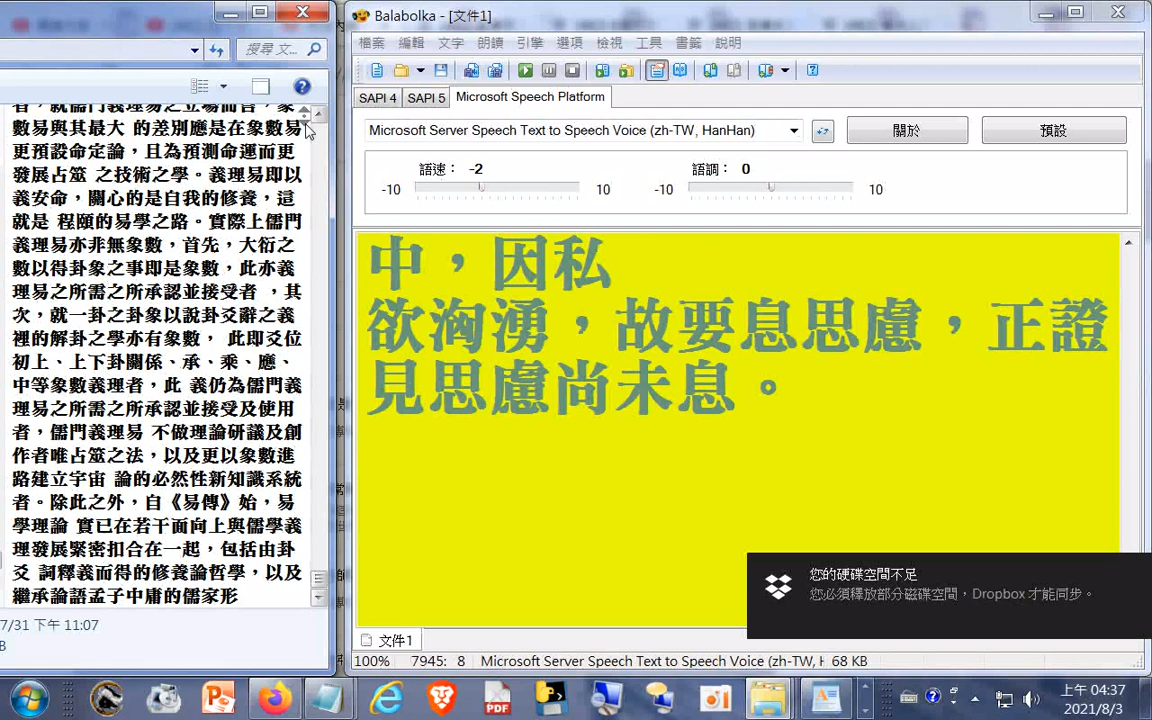 搜尋 文...
者，就儒門義理易之立場而言，象
數易與其最大 的差別應是在象數易
更預設命定論，且為預測命運而更
發展占筮 之技術之學。義理易即以
義安命，關心的是自我的修養，這
就是 程頤的易學之路。實際上儒門
義理易亦非無象數，首先，大衍之
數以得卦象之事即是象數，此亦義
理易之所需之所承認並接受者 ，其
次，就一卦之卦象以說卦爻辭之義
裡的解卦之學亦有象數， 此即爻位
初上、上下卦關係、承、乘、應、
中等象數義理者，此 義仍為儒門義
理易之所需之所承認並接受及使用
者，儒門義理易 不做理論研議及創
作者唯占筮之法，以及更以象數進
路建立宇宙 論的必然性新知識系統
者。除此之外，自《易傳》始，易
學理論 實已在若干面向上與儒學義
理發展緊密扣合在一起，包括由卦
爻 詞釋義而得的修養論哲學，以及
繼承論語孟子中庸的儒家形
7/31 下午 11:07
B
Balabolka - [文件1]
檔案 編輯 文字 朗讀 引擎 選項 檢視 工具 書籤 說明
SAPI 4 SAPI 5 Microsoft Speech Platform
Microsoft Server Speech Text to Speech Voice (zh-TW, HanHan) 關於 預設
語速： -2 語調： 0
-10 10 -10 10
中，因私
欲洶湧，故要息思慮，正證
見思慮尚未息。
您的硬碟空間不足
您必須釋放部分磁碟空間，Dropbox 才能同步。
文件1
100% 7945: 8 Microsoft Server Speech Text to Speech Voice (zh-TW, H 68 KB
PDF
上午 04:37
2021/8/3